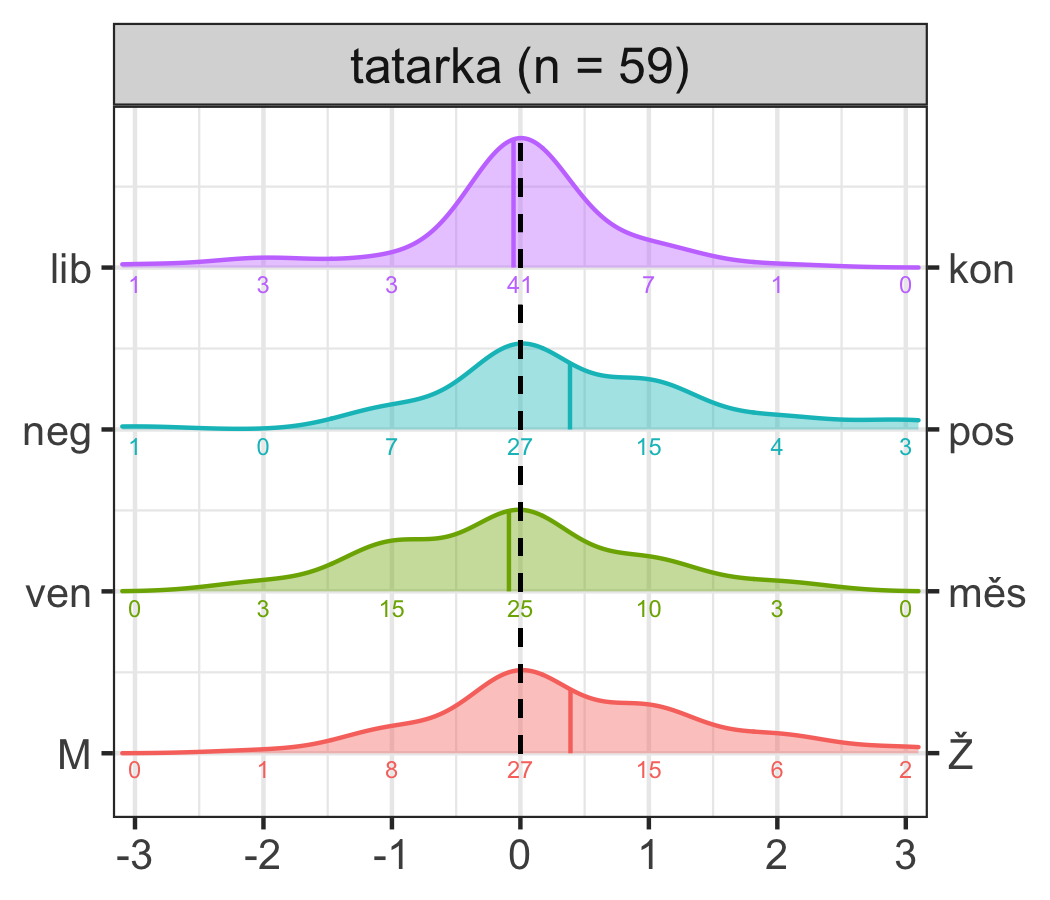 tatarka (n = 59)
lib kon
1 3 3 41 7 1 0
neg pos
1 0 7 27 15 4 3
ven měs
0 3 15 25 10 3 0
M Ž
0 1 8 27 15 6 2
-3 -2 -1 0 1 2 3